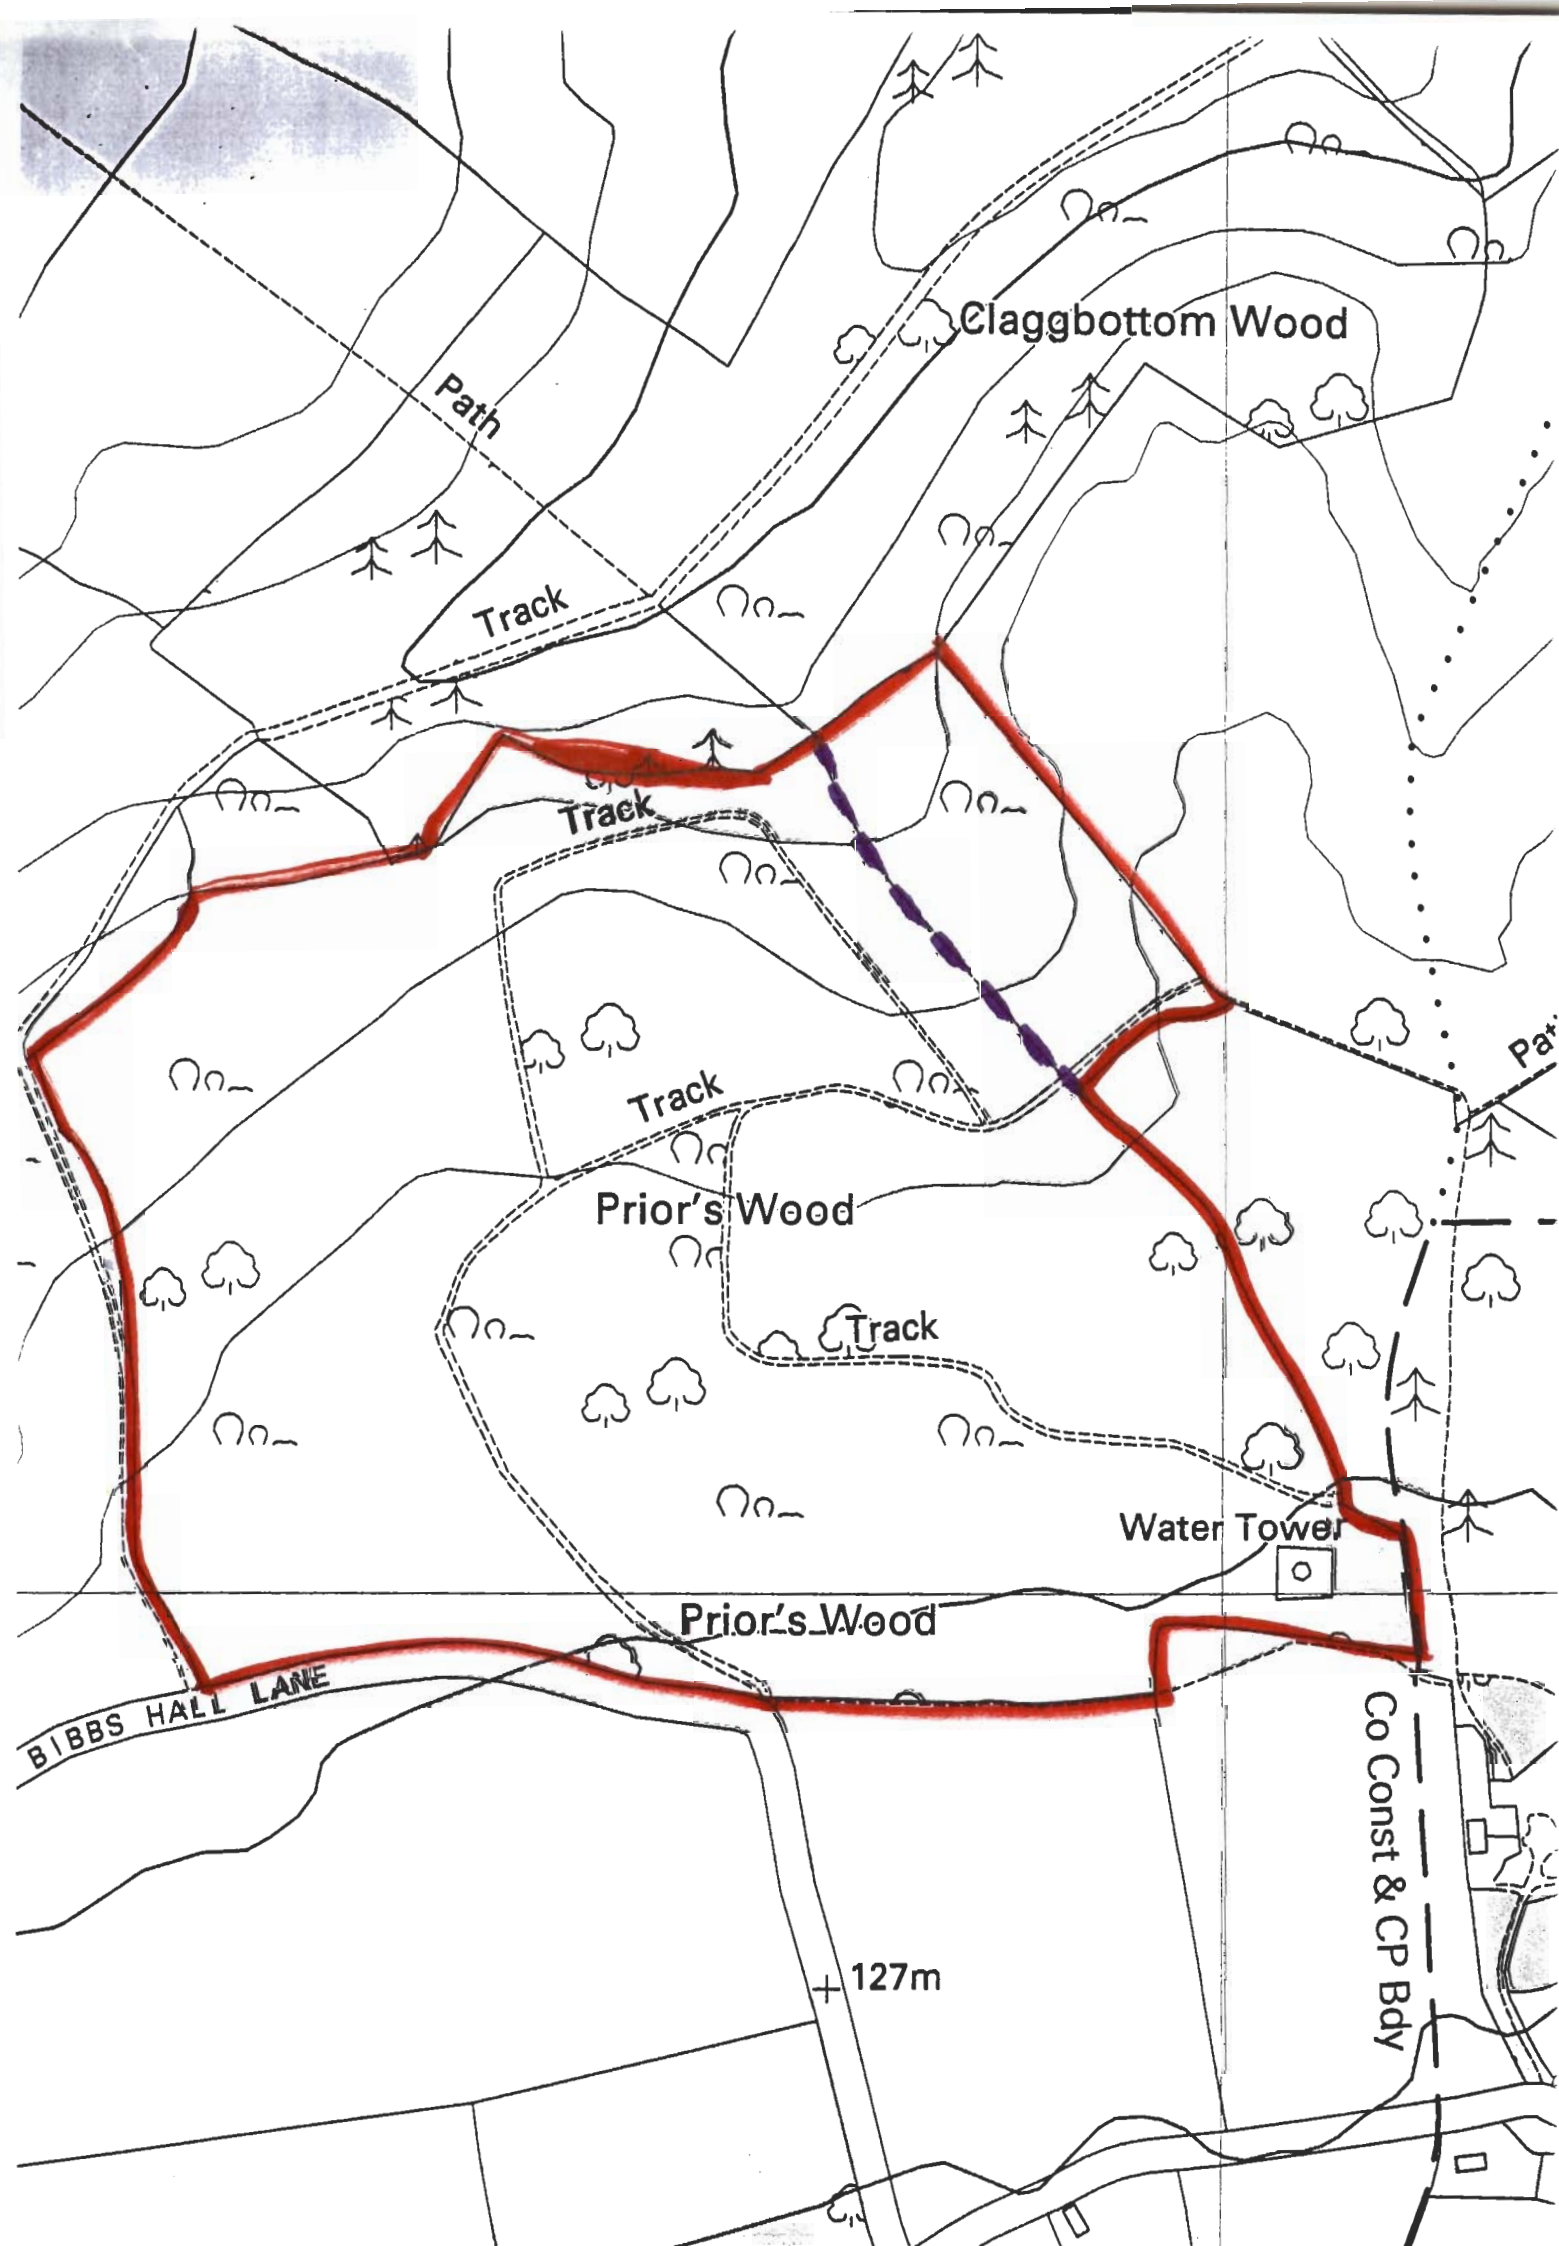 Claggbottom Wood
Path
Track
Track
Track
Prior's Wood
Track
Water Tower
Prior's Wood
BIBBS HALL LANE
Co Const & CP Bdy
127m